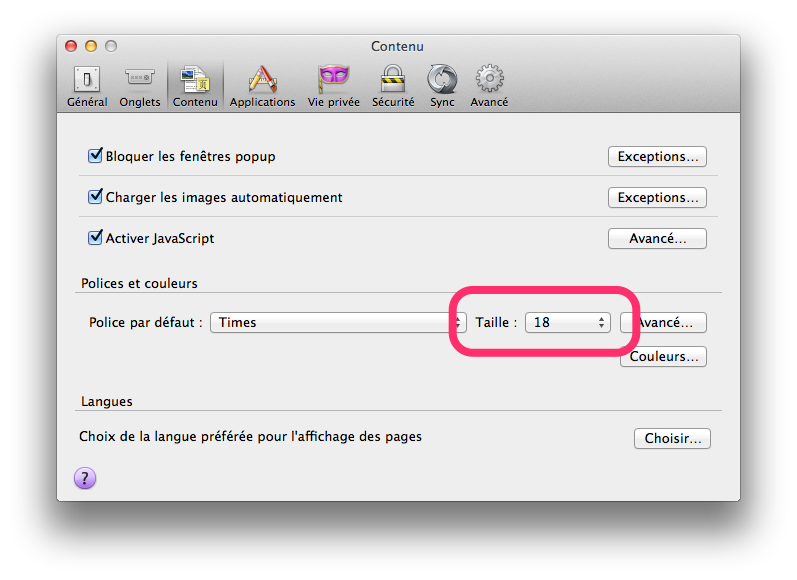 Contenu
Général Onglets Contenu Applications Vie privée Sécurité Sync Avancé
Bloquer les fenêtres popup Exceptions...
Charger les images automatiquement Exceptions...
Activer JavaScript Avancé...
Polices et couleurs
Police par défaut : Times Taille : 18 Avancé...
Couleurs...
Langues
Choix de la langue préférée pour l'affichage des pages Choisir...
?